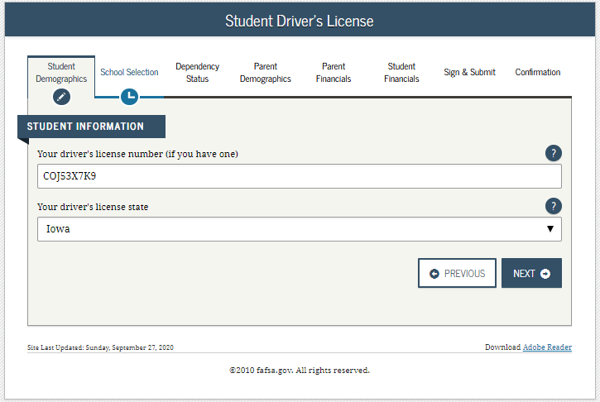 Student Driver's License
Student Demographics
School Selection
Dependency Status
Parent Demographics
Parent Financials
Student Financials
Sign & Submit
Confirmation
STUDENT INFORMATION
Your driver's license number (if you have one)
?
COJ53X7K9
Your driver's license state
?
Iowa
PREVIOUS
NEXT
Site Last Updated: Sunday, September 27, 2020
Download Adobe Reader
©2010 fafsa.gov. All rights reserved.